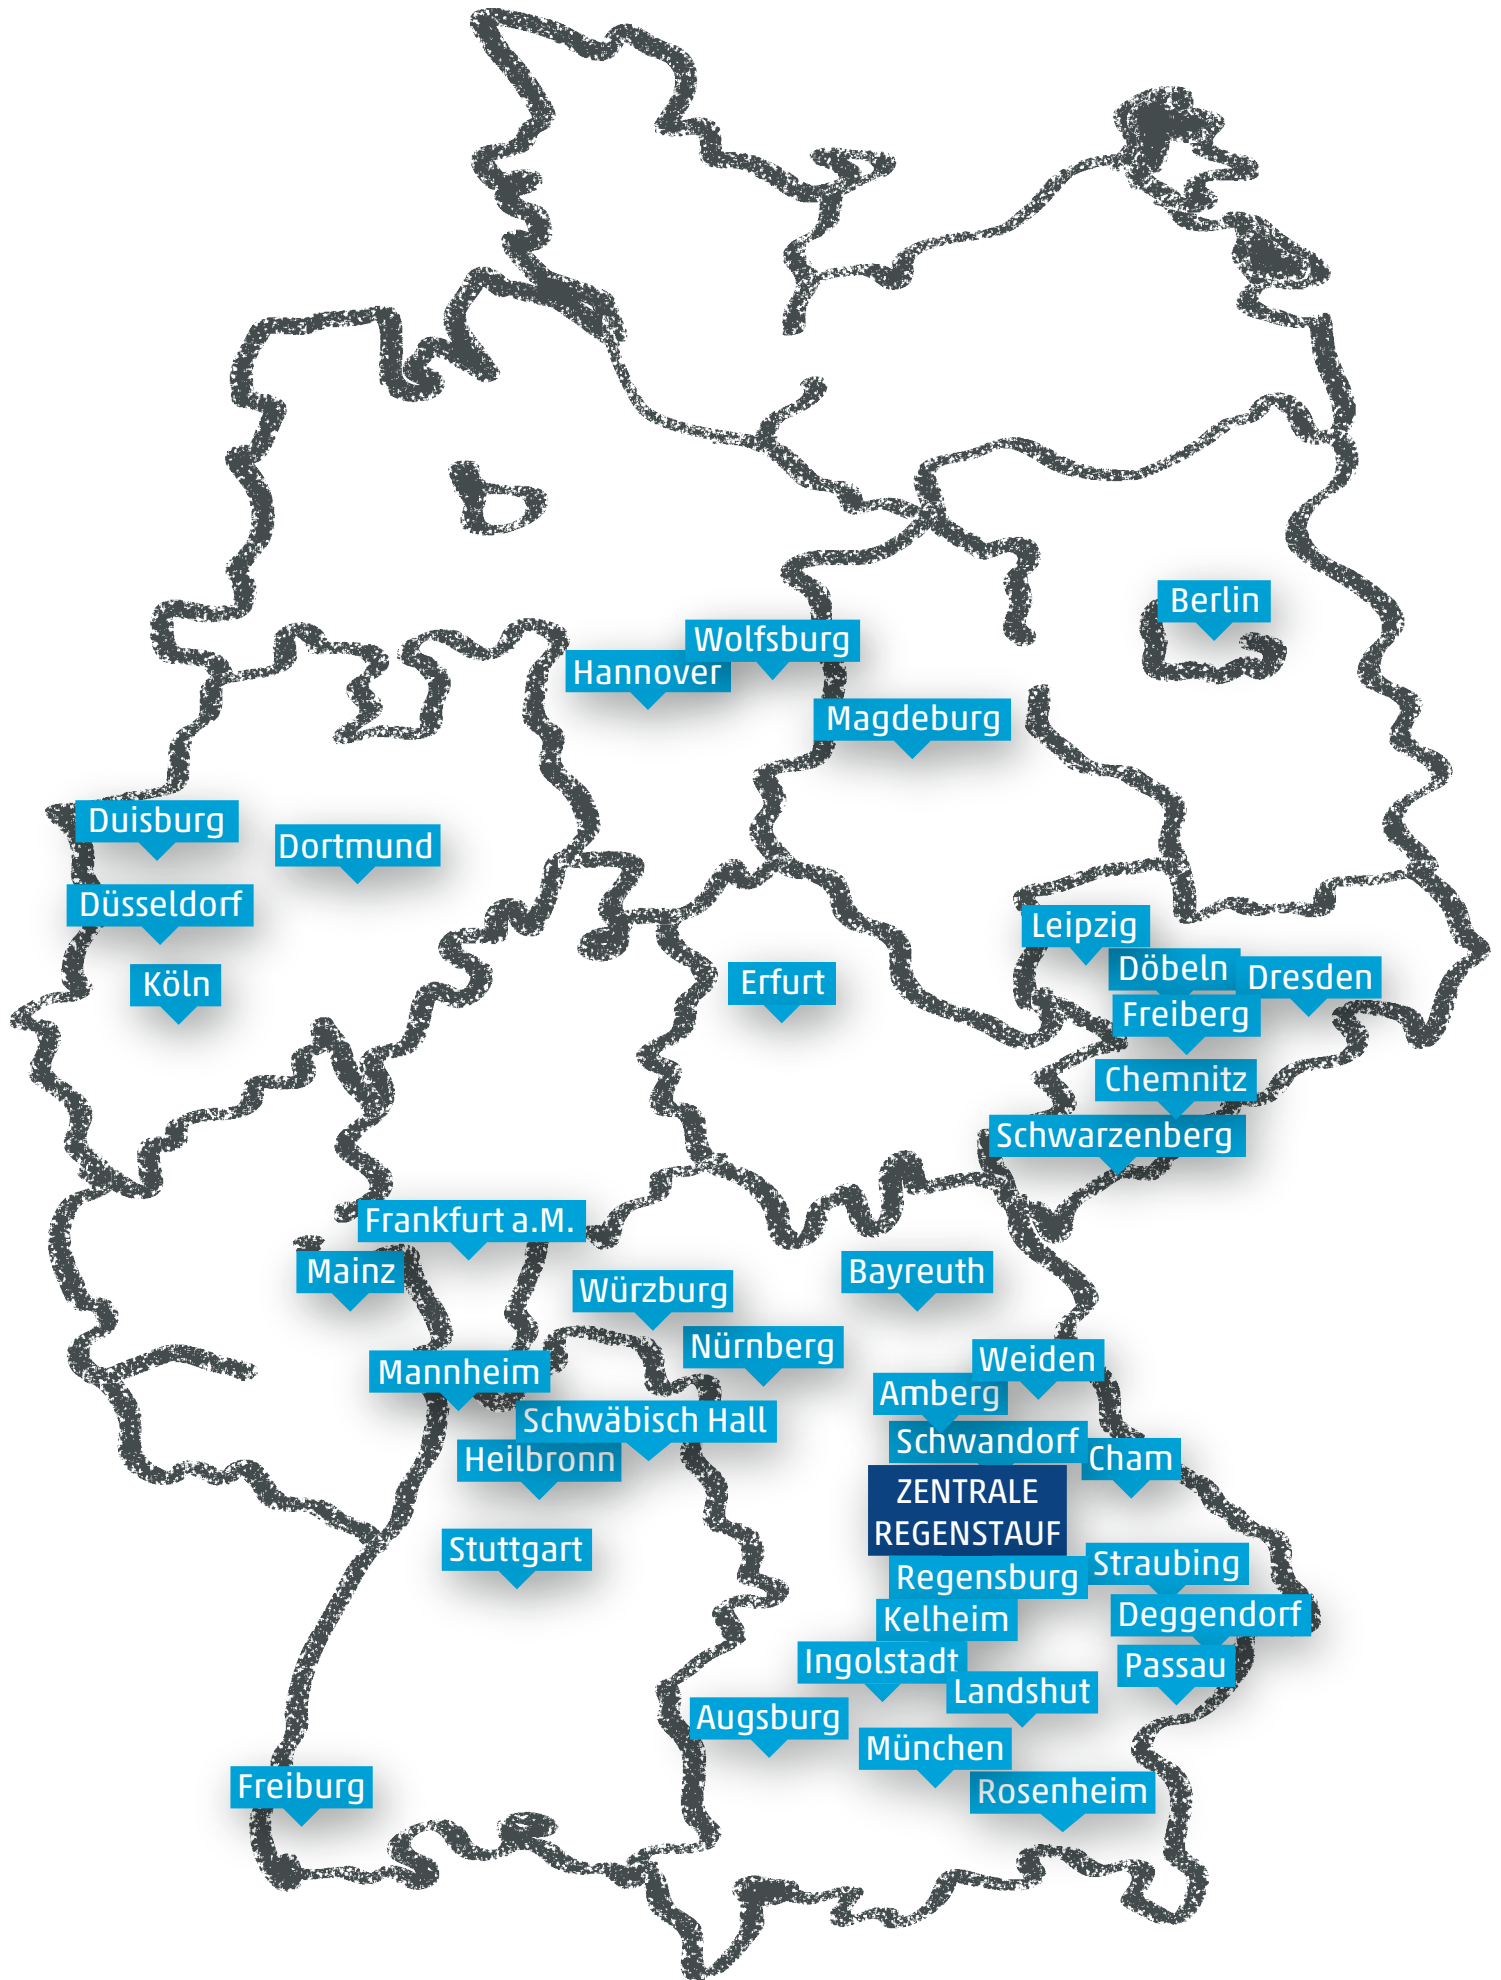 Berlin
Wolfsburg
Hannover
Magdeburg
Duisburg
Dortmund
Düsseldorf
Köln
Leipzig
Döbeln
Dresden
Erfurt
Freiberg
Chemnitz
Schwarzenberg
Frankfurt a.M.
Mainz
Bayreuth
Würzburg
Nürnberg
Weiden
Mannheim
Amberg
Schwäbisch Hall
Schwandorf
Heilbronn
Cham
ZENTRALE
REGENSTAUF
Stuttgart
Straubing
Regensburg
Deggendorf
Kelheim
Ingolstadt
Passau
Landshut
Augsburg
München
Freiburg
Rosenheim